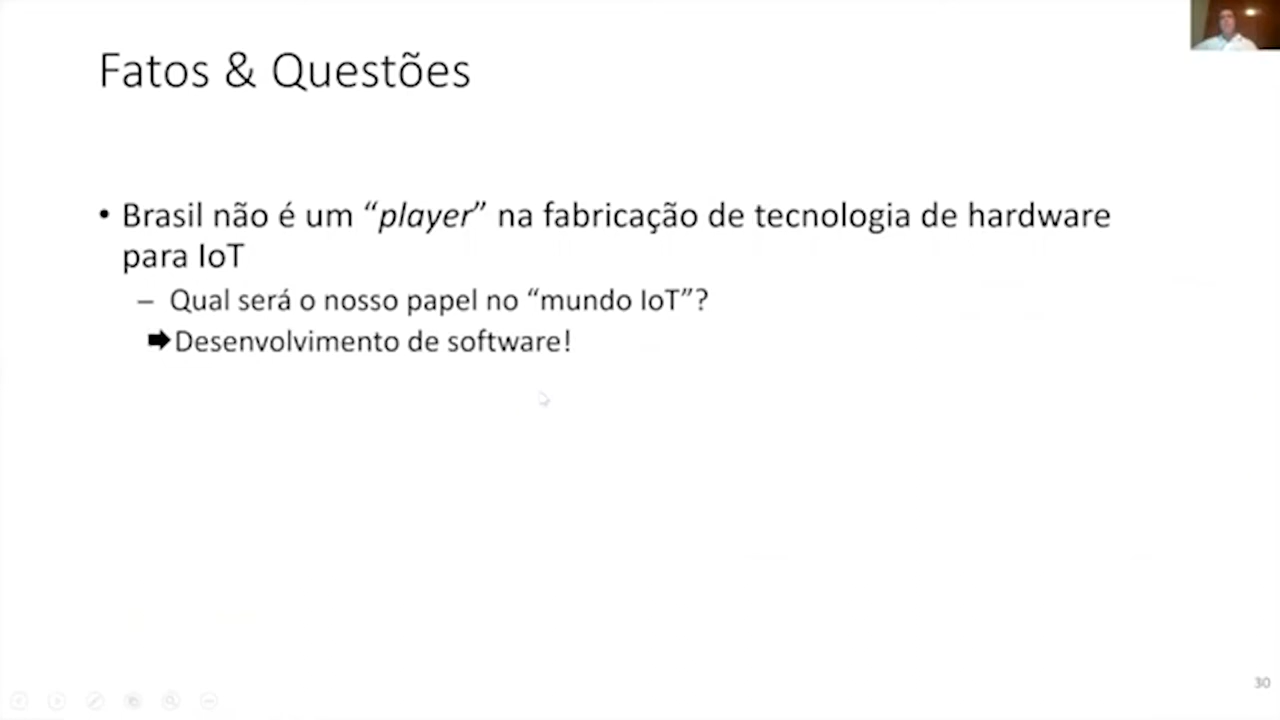 Fatos & Questões
• Brasil não é um “player” na fabricação de tecnologia de hardware
para IoT
– Qual será o nosso papel no “mundo IoT”?
➡Desenvolvimento de software!
30